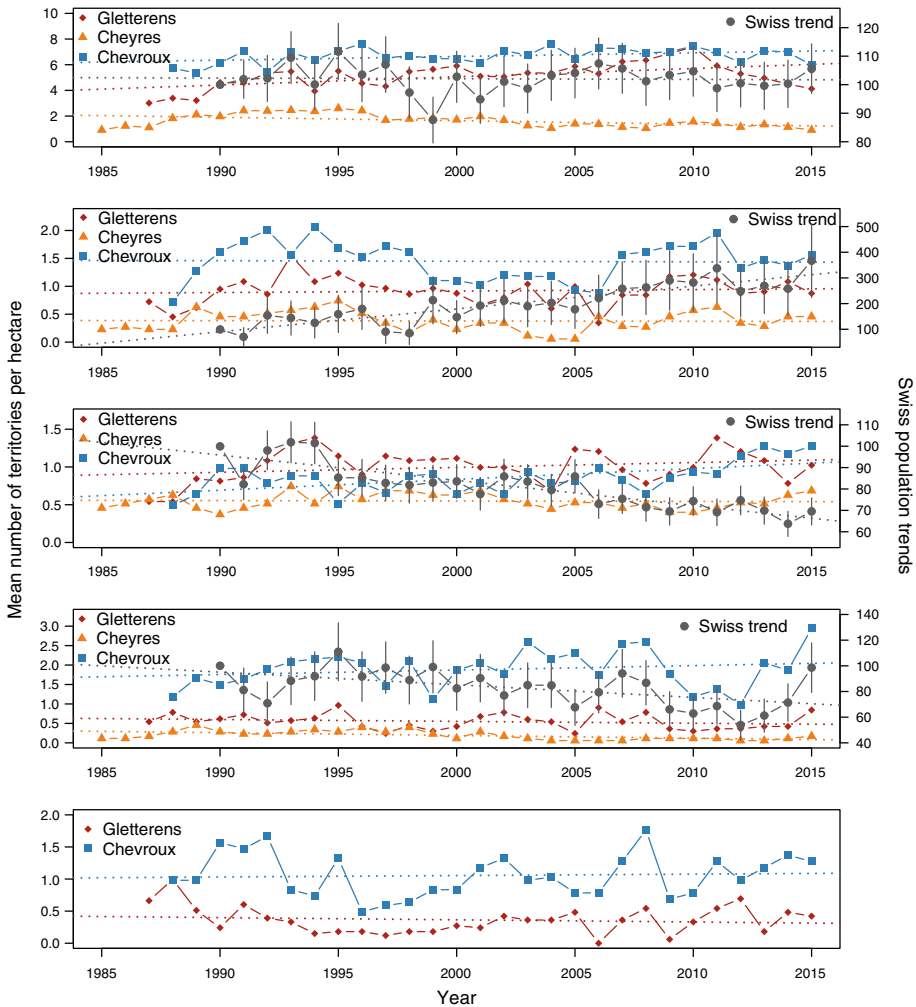 Mean number of territories per hectare
Swiss population trends
Gletterens
Cheyres
Chevroux
Swiss trend
10
8
6
4
2
0
120
110
100
90
80
1985 1990 1995 2000 2005 2010 2015
Gletterens
Cheyres
Chevroux
Swiss trend
2.0
1.5
1.0
0.5
0.0
500
400
300
200
100
1985 1990 1995 2000 2005 2010 2015
Gletterens
Cheyres
Chevroux
Swiss trend
1.5
1.0
0.5
0.0
110
100
90
80
70
60
1985 1990 1995 2000 2005 2010 2015
Gletterens
Cheyres
Chevroux
Swiss trend
3.0
2.5
2.0
1.5
1.0
0.5
0.0
140
120
100
80
60
40
1985 1990 1995 2000 2005 2010 2015
Gletterens
Chevroux
2.0
1.5
1.0
0.5
0.0
1985 1990 1995 2000 2005 2010 2015
Year